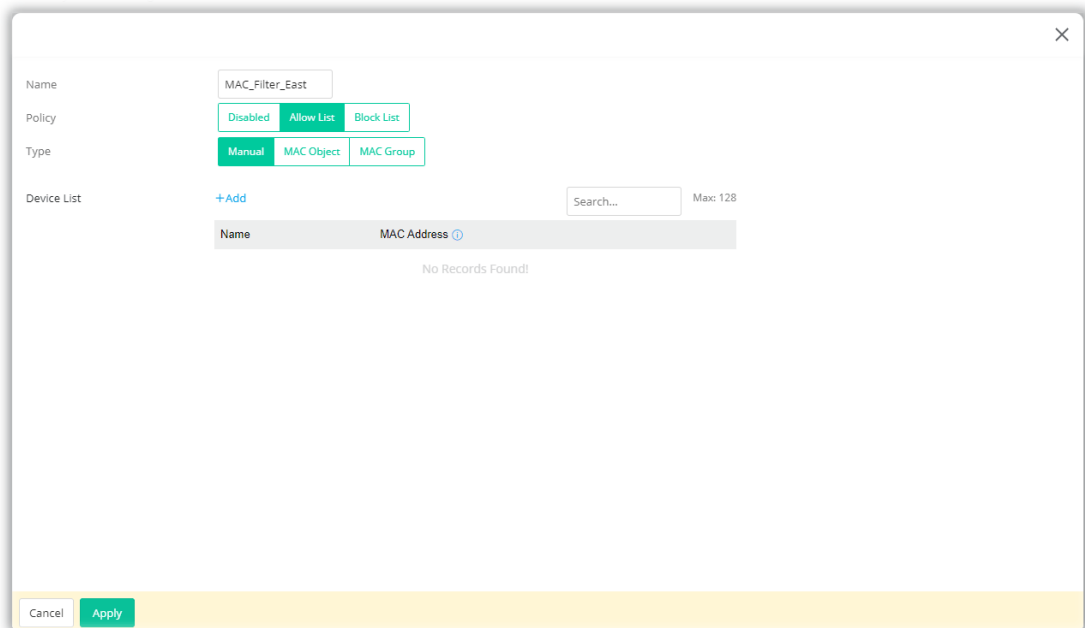 Name MAC_Filter_East
Policy Disabled Allow List Block List
Type Manual MAC Object MAC Group
Device List +Add Search... Max: 128
Name MAC Address
No Records Found!
Cancel Apply